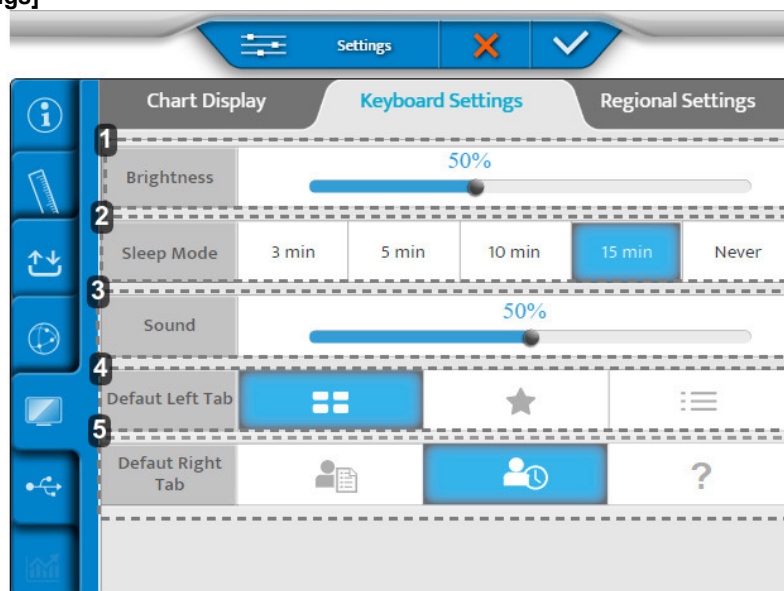 Settings
Chart Display Keyboard Settings Regional Settings
1
50%
Brightness
2
Sleep Mode 3 min 5 min 10 min 15 min Never
3
50%
Sound
4
Defaut Left Tab
5
Defaut Right
Tab
?